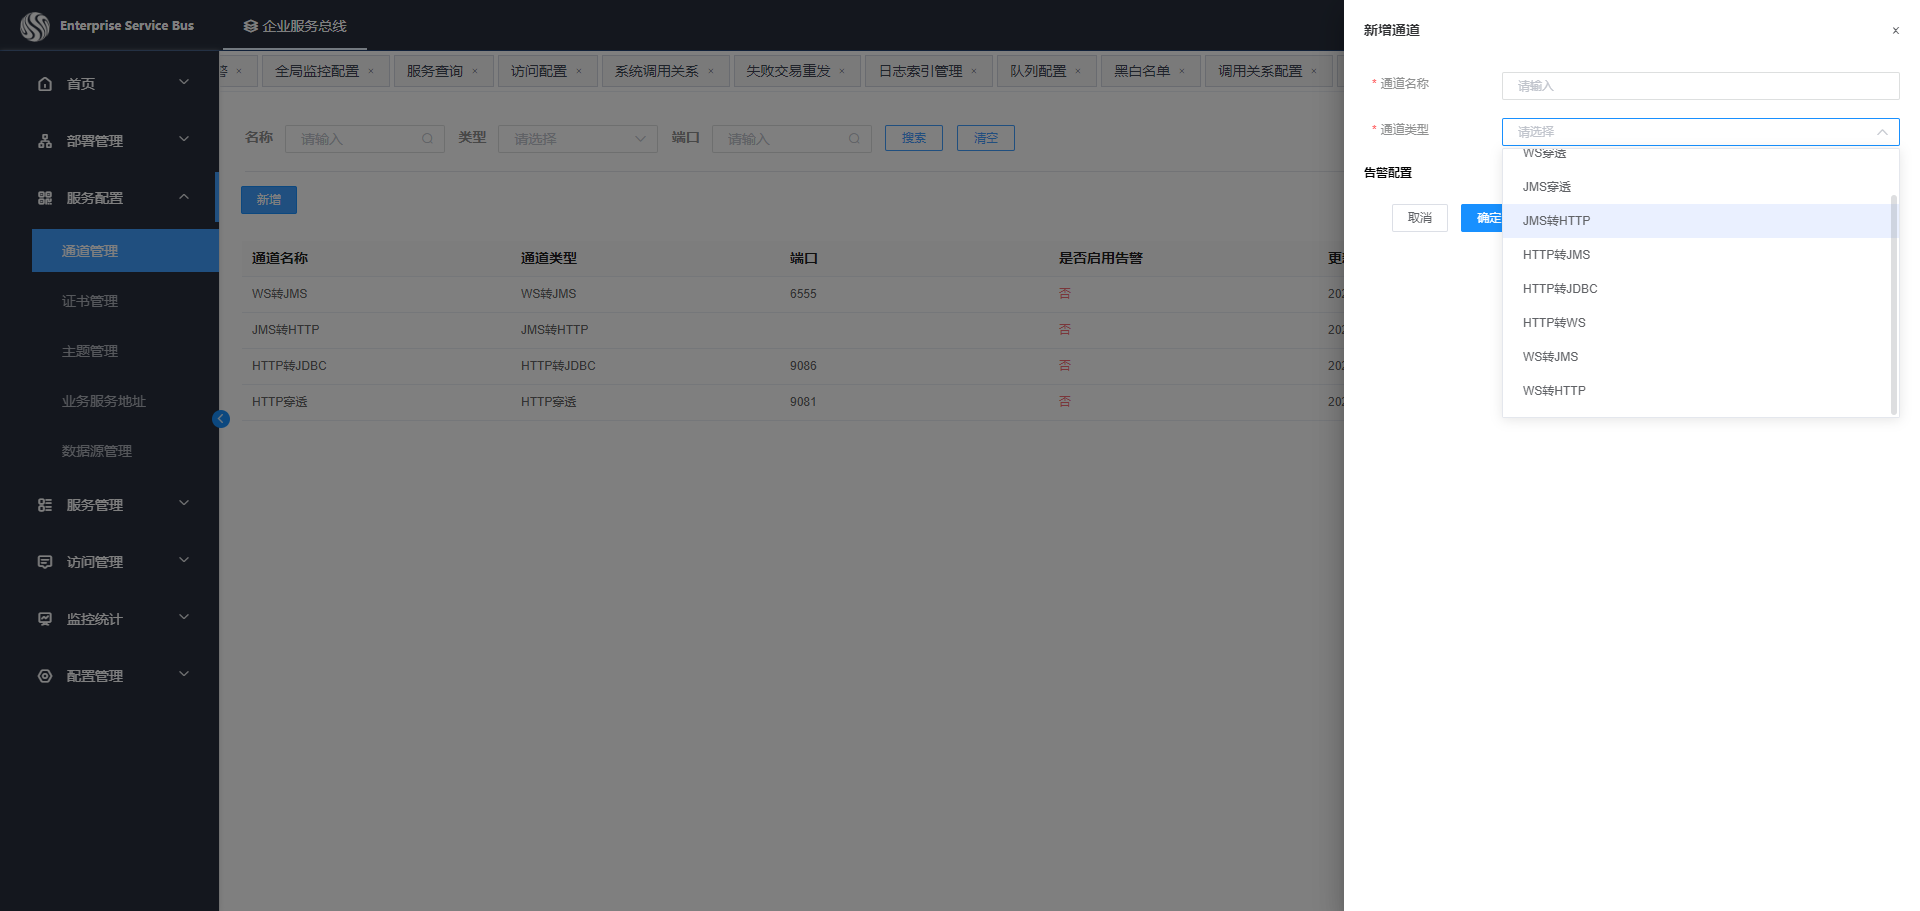 Enterprise Service Bus
企业服务总线
首页
部署管理
服务配置
通道管理
证书管理
主题管理
业务服务地址
数据源管理
服务管理
访问管理
监控统计
配置管理
全局监控配置 ×
服务查询 ×
访问配置 ×
系统调用关系 ×
失败交易重发 ×
日志索引管理 ×
队列配置 ×
黑白名单 ×
调用关系配置 ×
名称 请输入 类型 请选择 端口 请输入 搜索 清空
新增
通道名称 通道类型 端口 是否启用告警
WS转JMS WS转JMS 6555 否 202
JMS转HTTP JMS转HTTP 否 202
HTTP转JDBC HTTP转JDBC 9086 否 202
HTTP穿透 HTTP穿透 9081 否 202
新增通道 ×
* 通道名称 请输入
* 通道类型 请选择
WS穿透
JMS穿透
JMS转HTTP
HTTP转JMS
HTTP转JDBC
HTTP转WS
WS转JMS
WS转HTTP
告警配置
取消 确定